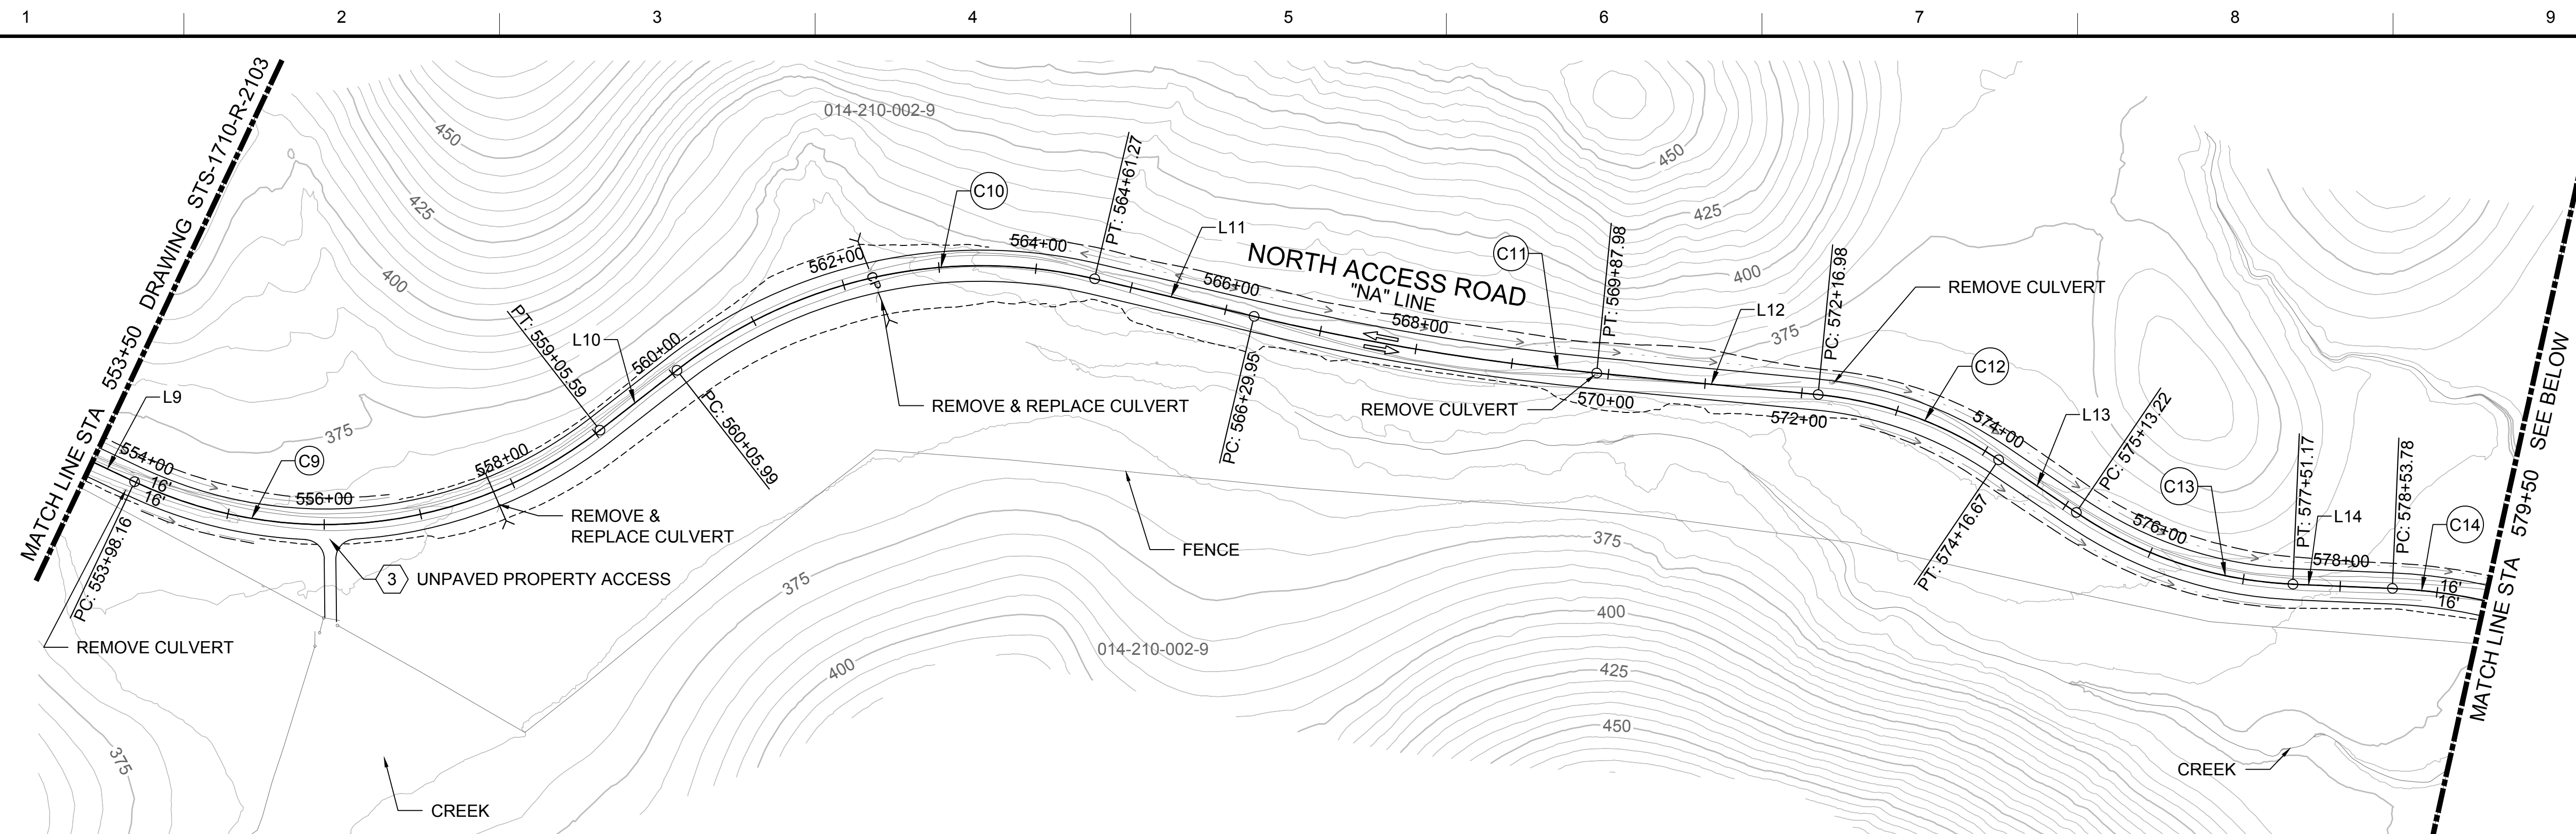 1 2 3 4 5 6 7 8 9
MATCH LINE STA 553+50 DRAWING STS-1710-R-2103
450
425
400
375
014-210-002-9
C10
PT: 564+61.27
L11
564+00
562+00
CP
566+00
NORTH ACCESS ROAD
"NA" LINE
568+00
C11
PT: 569+87.98
450
425
400
375
L12
PC: 572+16.98
REMOVE CULVERT
C12
L9
554+00
16'
16'
C9
556+00
558+00
PT: 559+05.59
L10
560+00
PC: 560+05.99
REMOVE & REPLACE CULVERT
PC: 566+29.95
REMOVE CULVERT
570+00
572+00
574+00
L13
PC: 575+13.22
C13
PT: 574+16.67
576+00
PT: 577+51.17
L14
578+00
PC: 578+53.78
C14
16'
16'
MATCH LINE STA 579+50 SEE BELOW
PC: 553+98.16
REMOVE CULVERT
REMOVE &
REPLACE CULVERT
3 UNPAVED PROPERTY ACCESS
FENCE
375
375
400
400
014-210-002-9
425
450
375
CREEK
CREEK